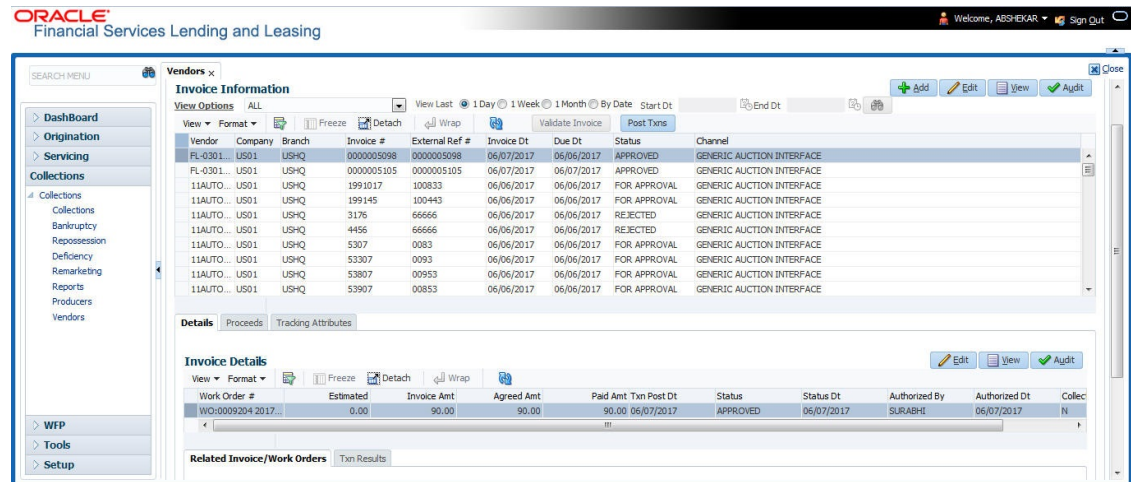 ORACLE®
Financial Services Lending and Leasing
Welcome, ABSHEKAR
Sign Out
SEARCH MENU
DashBoard
Origination
Servicing
Collections
Collections
Collections
Bankruptcy
Repossession
Deficiency
Remarketing
Reports
Producers
Vendors
WFP
Tools
Setup
Vendors x
Close
Invoice Information
Add Edit View Audit
View Options ALL View Last 1 Day 1 Week 1 Month By Date Start Dt End Dt
View Format Freeze Detach Wrap Validate Invoice Post Txns
Vendor Company Branch Invoice # External Ref # Invoice Dt Due Dt Status Channel
FL-0301... US01 USHQ 0000005098 0000005098 06/07/2017 06/06/2017 APPROVED GENERIC AUCTION INTERFACE
FL-0301... US01 USHQ 0000005105 0000005105 06/07/2017 06/07/2017 APPROVED GENERIC AUCTION INTERFACE
11AUTO... US01 USHQ 1991017 100833 06/06/2017 06/06/2017 FOR APPROVAL GENERIC AUCTION INTERFACE
11AUTO... US01 USHQ 199145 100443 06/06/2017 06/06/2017 FOR APPROVAL GENERIC AUCTION INTERFACE
11AUTO... US01 USHQ 3176 66666 06/06/2017 06/06/2017 REJECTED GENERIC AUCTION INTERFACE
11AUTO... US01 USHQ 4456 66666 06/06/2017 06/06/2017 REJECTED GENERIC AUCTION INTERFACE
11AUTO... US01 USHQ 5307 0083 06/06/2017 06/06/2017 FOR APPROVAL GENERIC AUCTION INTERFACE
11AUTO... US01 USHQ 53307 0093 06/06/2017 06/06/2017 FOR APPROVAL GENERIC AUCTION INTERFACE
11AUTO... US01 USHQ 53807 00953 06/06/2017 06/06/2017 FOR APPROVAL GENERIC AUCTION INTERFACE
11AUTO... US01 USHQ 53907 00853 06/06/2017 06/06/2017 FOR APPROVAL GENERIC AUCTION INTERFACE
Details Proceeds Tracking Attributes
Invoice Details
Edit View Audit
View Format Freeze Detach Wrap
Work Order # Estimated Invoice Amt Agreed Amt Paid Amt Txn Post Dt Status Status Dt Authorized By Authorized Dt Collec
WO:0009204 2017... 0.00 90.00 90.00 90.00 06/07/2017 APPROVED 06/07/2017 SURABHI 06/07/2017 N
Related Invoice/Work Orders Txn Results